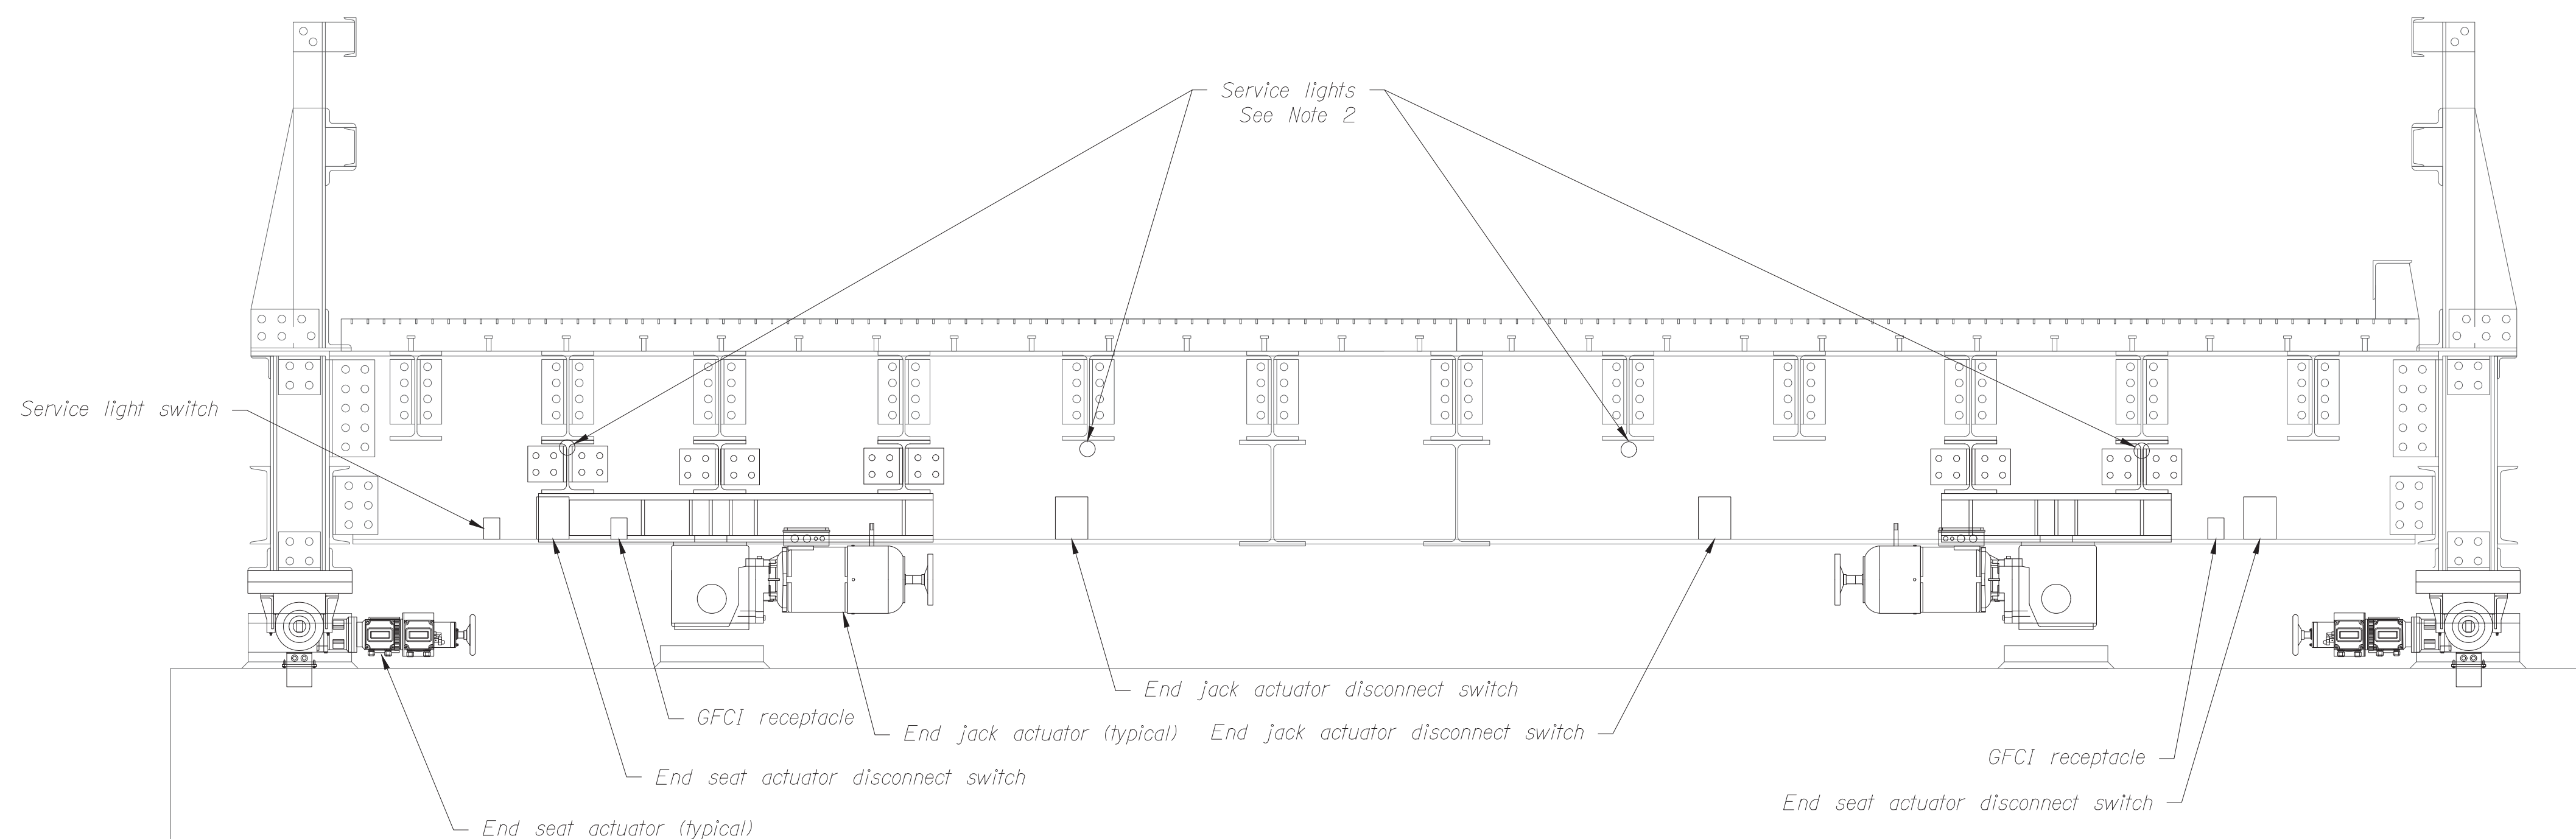 Service lights
See Note 2
Service light switch
End jack actuator disconnect switch
GFCI receptacle
End jack actuator (typical)
End jack actuator disconnect switch
GFCI receptacle
End seat actuator disconnect switch
End seat actuator disconnect switch
End seat actuator (typical)